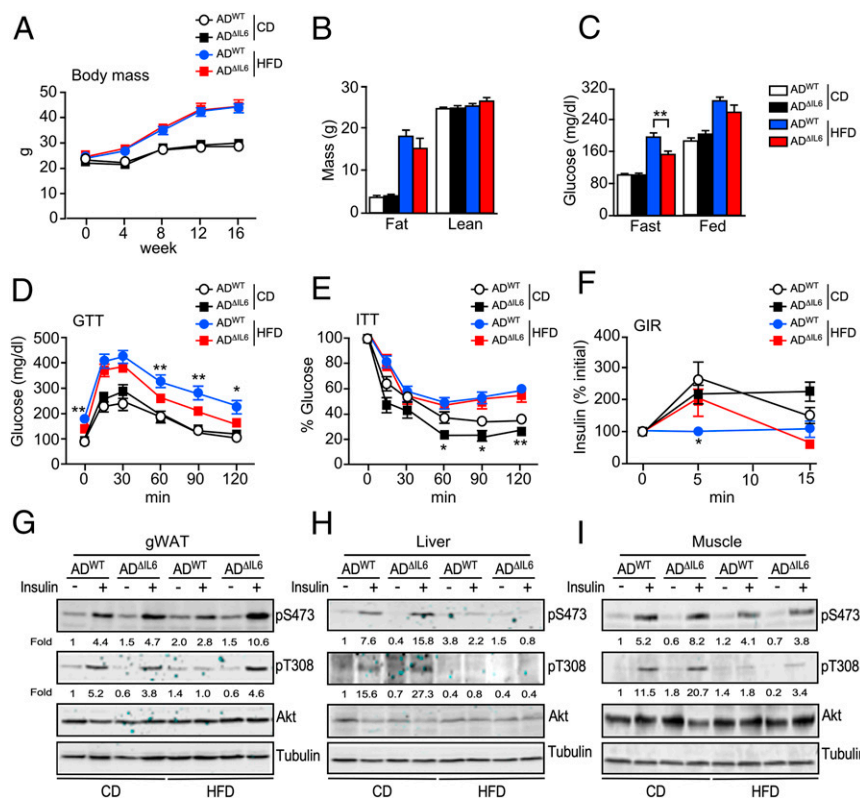 A
Body mass
AD^WT
AD^ΔIL6
CD
AD^WT
AD^ΔIL6
HFD
g
50
40
30
20
10
0
0 4 8 12 16
week
B
Mass (g)
30
20
10
0
Fat Lean
C
Glucose (mg/dl)
320
240
160
80
**
Fast Fed
AD^WT
AD^ΔIL6
CD
AD^WT
AD^ΔIL6
HFD
D
GTT
AD^WT
AD^ΔIL6
CD
AD^WT
AD^ΔIL6
HFD
Glucose (mg/dl)
500
400
300
200
100
0
** ** ** *
0 30 60 90 120
min
E
ITT
AD^WT
AD^ΔIL6
CD
AD^WT
AD^ΔIL6
HFD
% Glucose
100
80
60
40
20
0
* * **
0 30 60 90 120
min
F
GIR
AD^WT
AD^ΔIL6
CD
AD^WT
AD^ΔIL6
HFD
Insulin (% initial)
400
300
200
100
0
*
0 5 10 15
min
G
gWAT
AD^WT AD^ΔIL6 AD^WT AD^ΔIL6
Insulin - + - + - + - +
pS473
Fold 1 4.4 1.5 4.7 2.0 2.8 1.5 10.6
pT308
Fold 1 5.2 0.6 3.8 1.4 1.0 0.6 4.6
Akt
Tubulin
CD HFD
H
Liver
AD^WT AD^ΔIL6 AD^WT AD^ΔIL6
Insulin - + - + - + - +
pS473
1 7.6 0.4 15.8 3.8 2.2 1.5 0.8
pT308
1 15.6 0.7 27.3 0.4 0.8 0.4 0.4
Akt
Tubulin
CD HFD
I
Muscle
AD^WT AD^ΔIL6 AD^WT AD^ΔIL6
Insulin - + - + - + - +
pS473
1 5.2 0.6 8.2 1.2 4.1 0.7 3.8
pT308
1 11.5 1.8 20.7 1.4 1.8 0.2 3.4
Akt
Tubulin
CD HFD